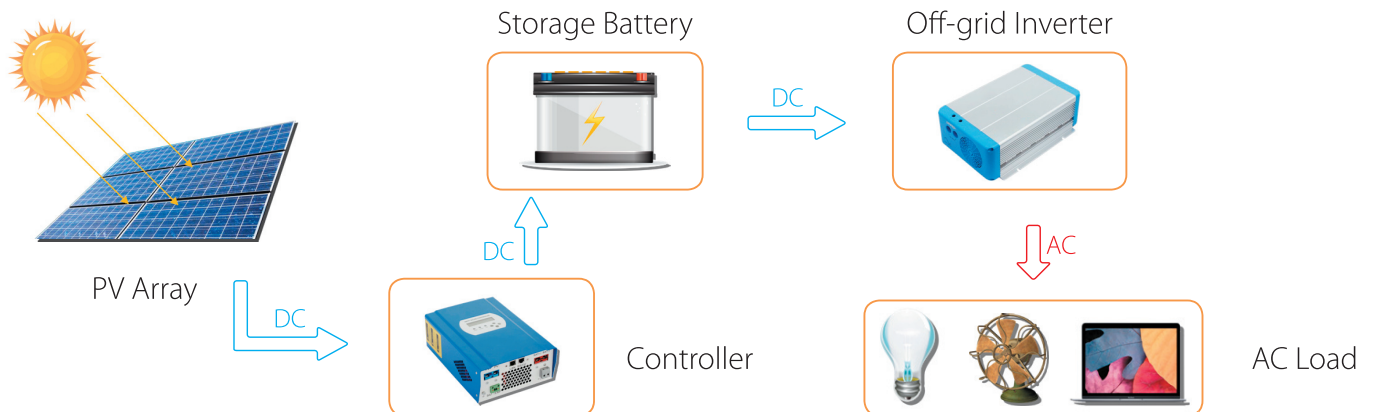 Storage Battery
Off-grid Inverter
DC
DC
AC
PV Array
DC
Controller
AC Load